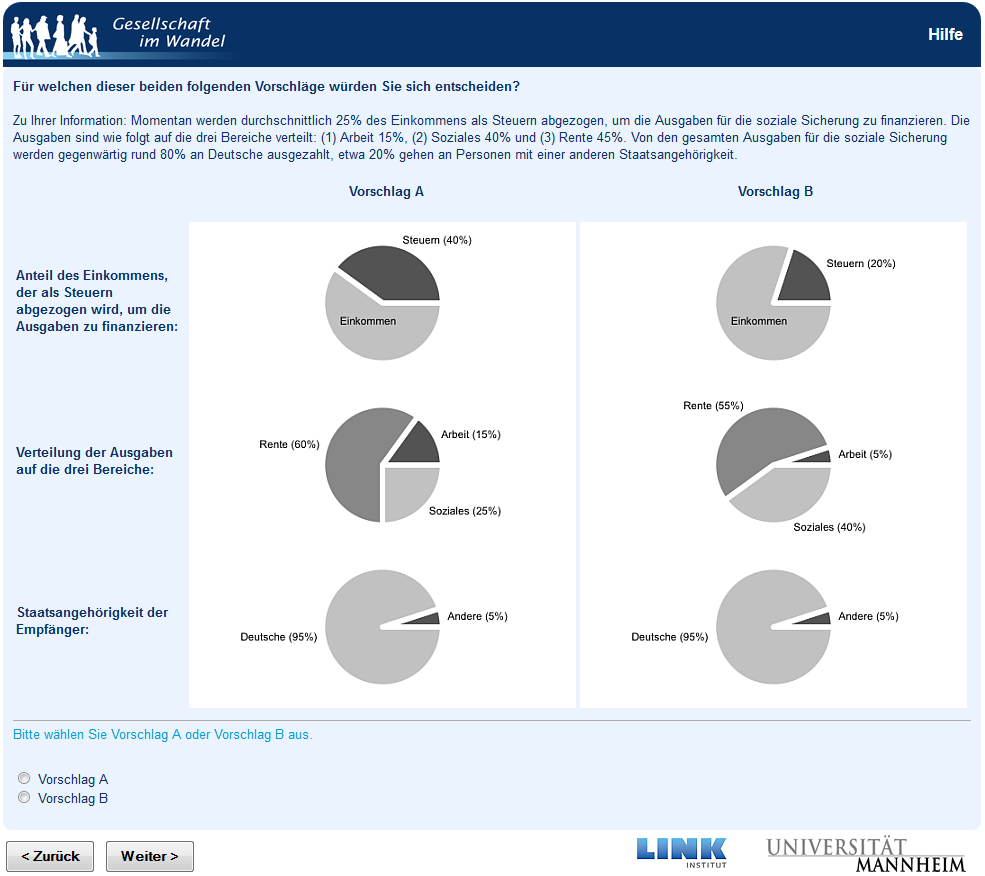 Gesellschaft
im Wandel
Hilfe
Für welchen dieser beiden folgenden Vorschläge würden Sie sich entscheiden?
Zu Ihrer Information: Momentan werden durchschnittlich 25% des Einkommens als Steuern abgezogen, um die Ausgaben für die soziale Sicherung zu finanzieren. Die
Ausgaben sind wie folgt auf die drei Bereiche verteilt: (1) Arbeit 15%, (2) Soziales 40% und (3) Rente 45%. Von den gesamten Ausgaben für die soziale Sicherung
werden gegenwärtig rund 80% an Deutsche ausgezahlt, etwa 20% gehen an Personen mit einer anderen Staatsangehörigkeit.
Vorschlag A
Vorschlag B
Anteil des Einkommens,
der als Steuern
abgezogen wird, um die
Ausgaben zu finanzieren:
Steuern (40%)
Einkommen
Steuern (20%)
Einkommen
Verteilung der Ausgaben
auf die drei Bereiche:
Rente (60%)
Arbeit (15%)
Soziales (25%)
Rente (55%)
Arbeit (5%)
Soziales (40%)
Staatsangehörigkeit der
Empfänger:
Andere (5%)
Deutsche (95%)
Andere (5%)
Deutsche (95%)
Bitte wählen Sie Vorschlag A oder Vorschlag B aus.
Vorschlag A
Vorschlag B
< Zurück
Weiter >
LINK
INSTITUT
UNIVERSITÄT
MANNHEIM